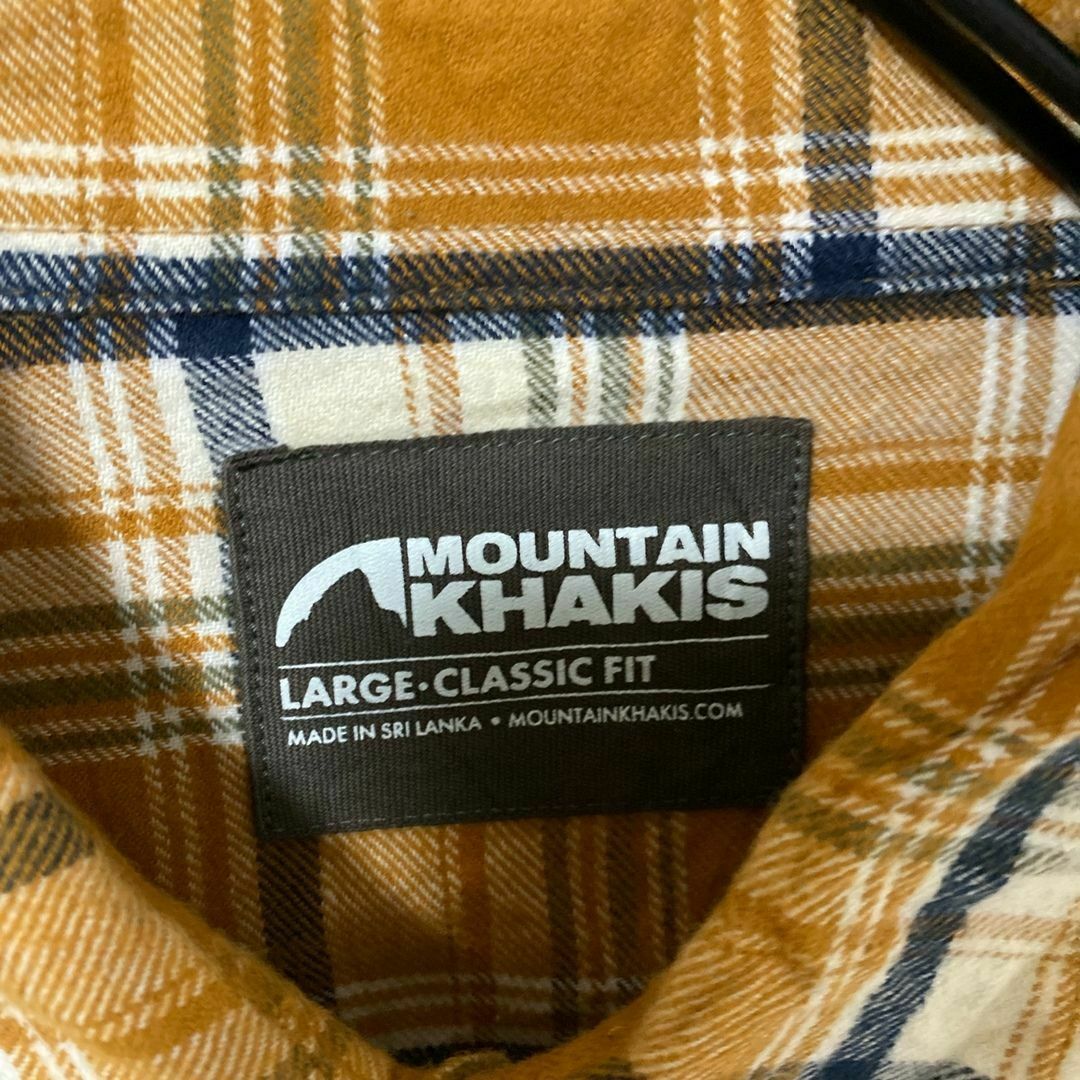 MOUNTAIN
KHAKIS
LARGE·CLASSIC FIT
MADE IN SRI LANKA • MOUNTAINKHAKIS.COM